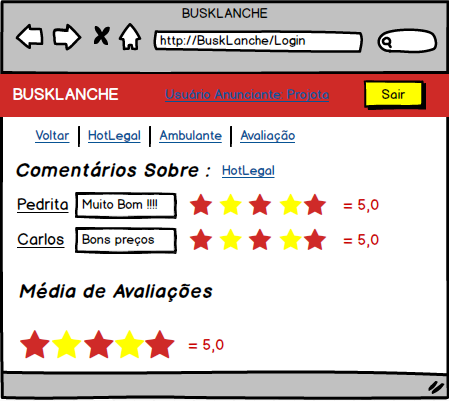 BUSKLANCHE
http://BuskLanche/Login
BUSKLANCHE Usuário Anunciante: Projoto Sair
Voltar HotLegal Ambulante Avaliação
Comentários Sobre : HotLegal
Pedrita Muito Bom !!!! = 5,0
Carlos Bons preços = 5,0
Média de Avaliações
= 5,0